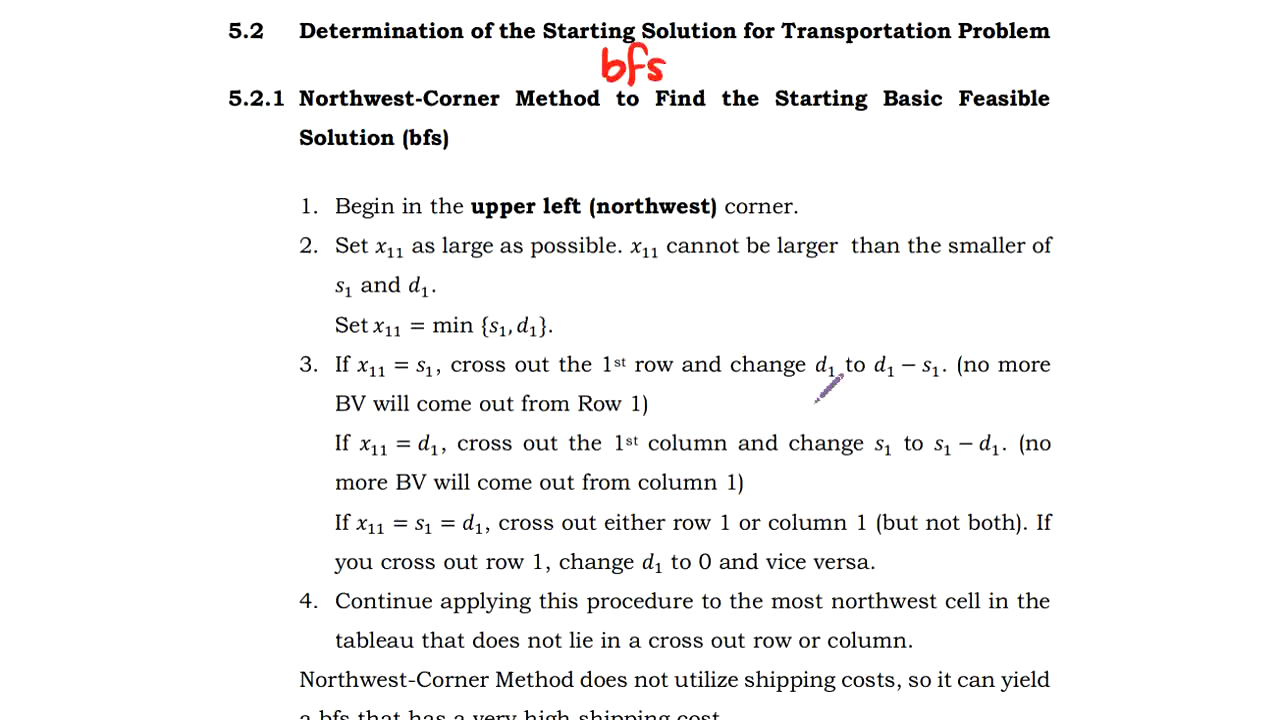 5.2 Determination of the Starting Solution for Transportation Problem
bfs
5.2.1 Northwest-Corner Method to Find the Starting Basic Feasible
Solution (bfs)
1. Begin in the upper left (northwest) corner.
2. Set x₁₁ as large as possible. x₁₁ cannot be larger than the smaller of
s₁ and d₁.
Set x₁₁ = min {s₁, d₁}.
3. If x₁₁ = s₁, cross out the 1st row and change d₁ to d₁ − s₁. (no more
BV will come out from Row 1)
If x₁₁ = d₁, cross out the 1st column and change s₁ to s₁ − d₁. (no
more BV will come out from column 1)
If x₁₁ = s₁ = d₁, cross out either row 1 or column 1 (but not both). If
you cross out row 1, change d₁ to 0 and vice versa.
4. Continue applying this procedure to the most northwest cell in the
tableau that does not lie in a cross out row or column.
Northwest-Corner Method does not utilize shipping costs, so it can yield
a bfs that has a very high shipping cost.